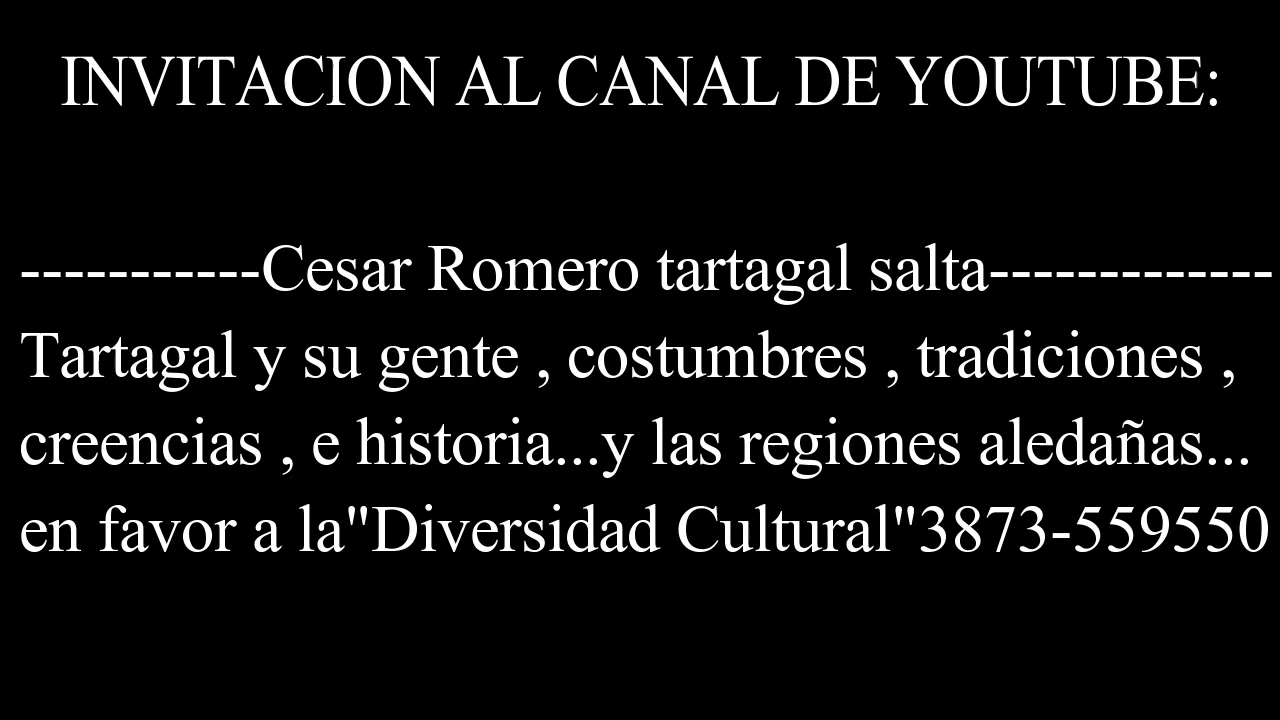 INVITACION AL CANAL DE YOUTUBE:
-----------Cesar Romero tartagal salta-------------
Tartagal y su gente , costumbres , tradiciones ,
creencias , e historia...y las regiones aledañas...
en favor a la"Diversidad Cultural"3873-559550